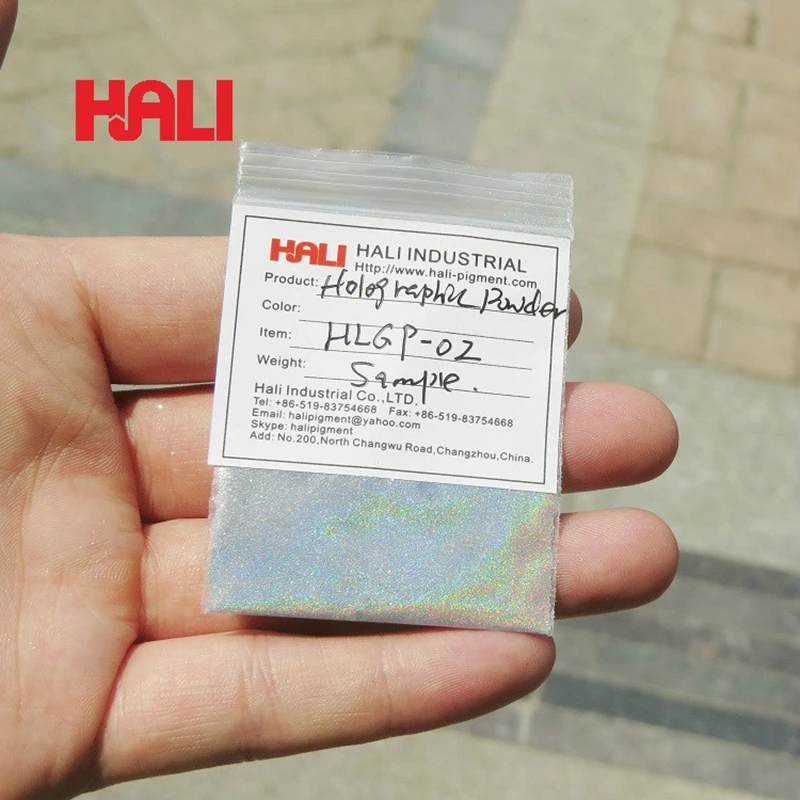 HALI
HALI HALI INDUSTRIAL
Http://www.hali-pigment.com
Product: Holographic Powder
Color:
Item: HLGP-02
Weight: Sample.
Hali Industrial Co.,LTD.
Tel: +86-519-83754668 Fax: +86-519-83754668
Email: halipigment@yahoo.com
Skype: halipigment
Add: No.200,North Changwu Road,Changzhou,China.